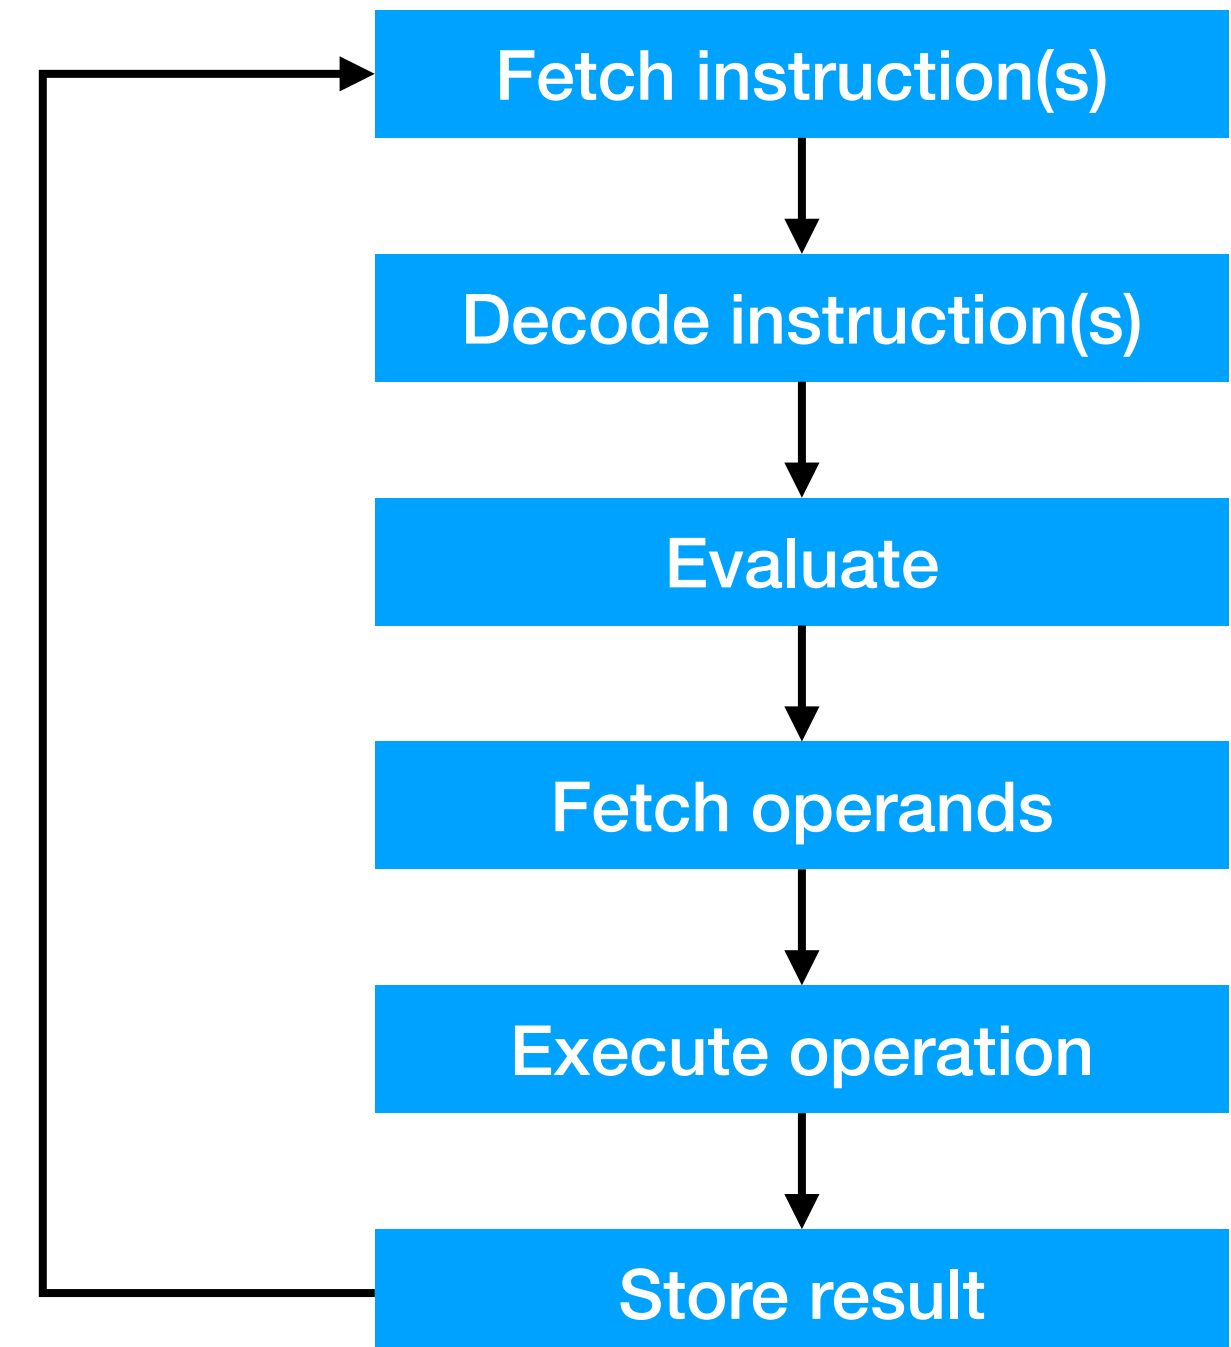 Fetch instruction(s)
Decode instruction(s)
Evaluate
Fetch operands
Execute operation
Store result